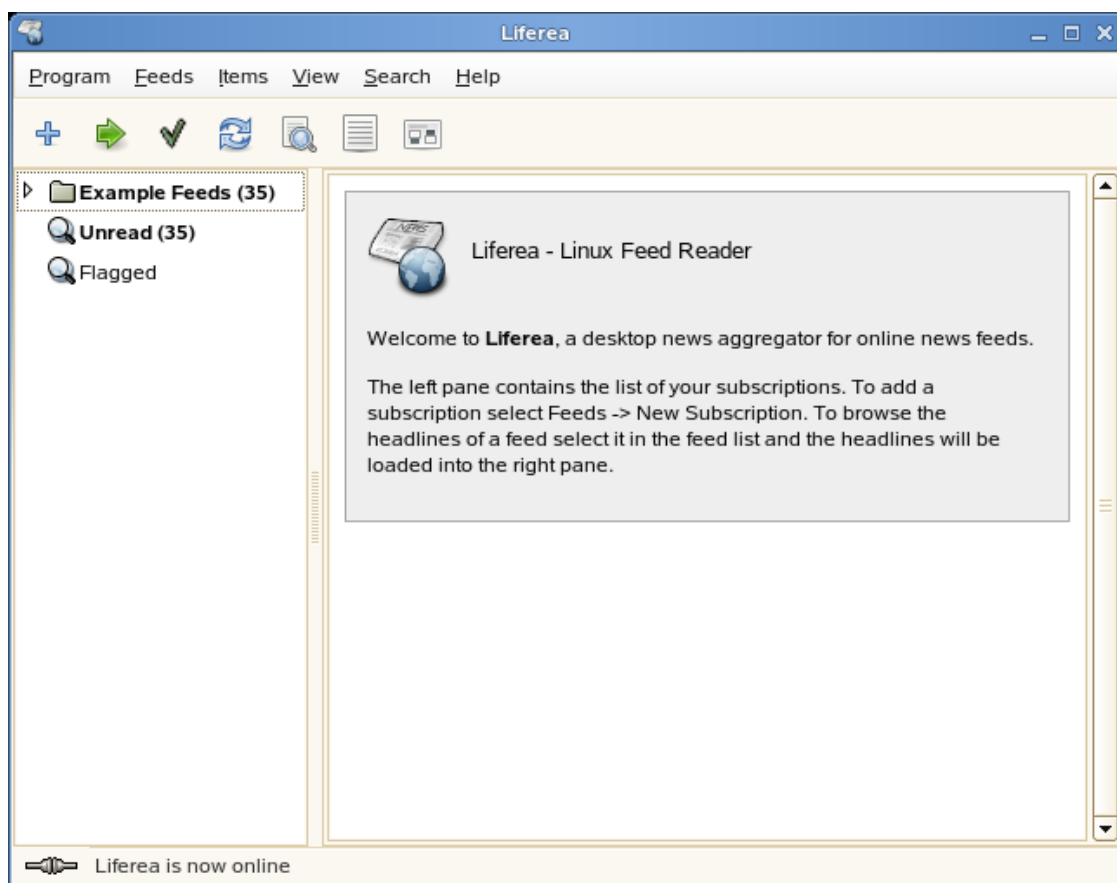 Liferea
Program Feeds Items View Search Help
Example Feeds (35)
Unread (35)
Flagged
NEWS
Liferea - Linux Feed Reader
Welcome to Liferea, a desktop news aggregator for online news feeds.
The left pane contains the list of your subscriptions. To add a
subscription select Feeds -> New Subscription. To browse the
headlines of a feed select it in the feed list and the headlines will be
loaded into the right pane.
Liferea is now online